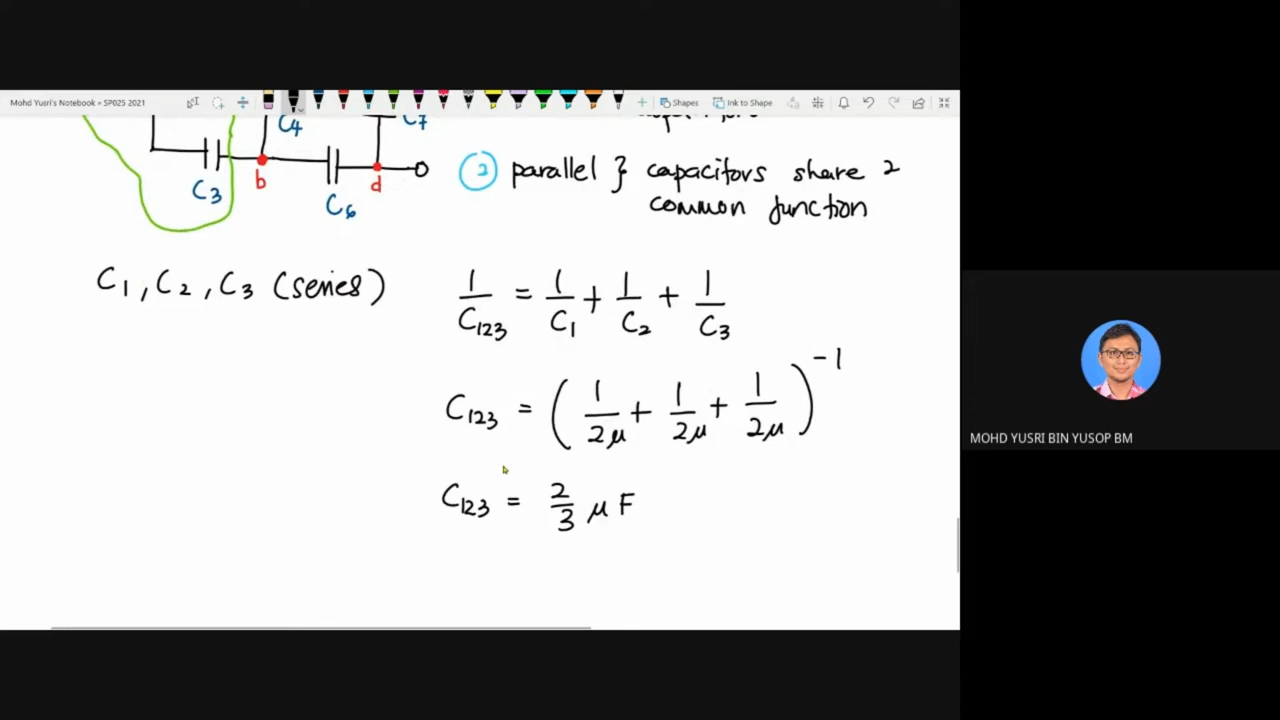 Mohd Yusri's Notebook » SP025 2021
Shapes
Ink to Shape
C4
C7
② parallel } capacitors share 2
common junction
C3
b
d
C6
C1, C2, C3 (series)
1/C123 = 1/C1 + 1/C2 + 1/C3
C123 = (1/2μ + 1/2μ + 1/2μ)^-1
C123 = 2/3 μF
MOHD YUSRI BIN YUSOP BM